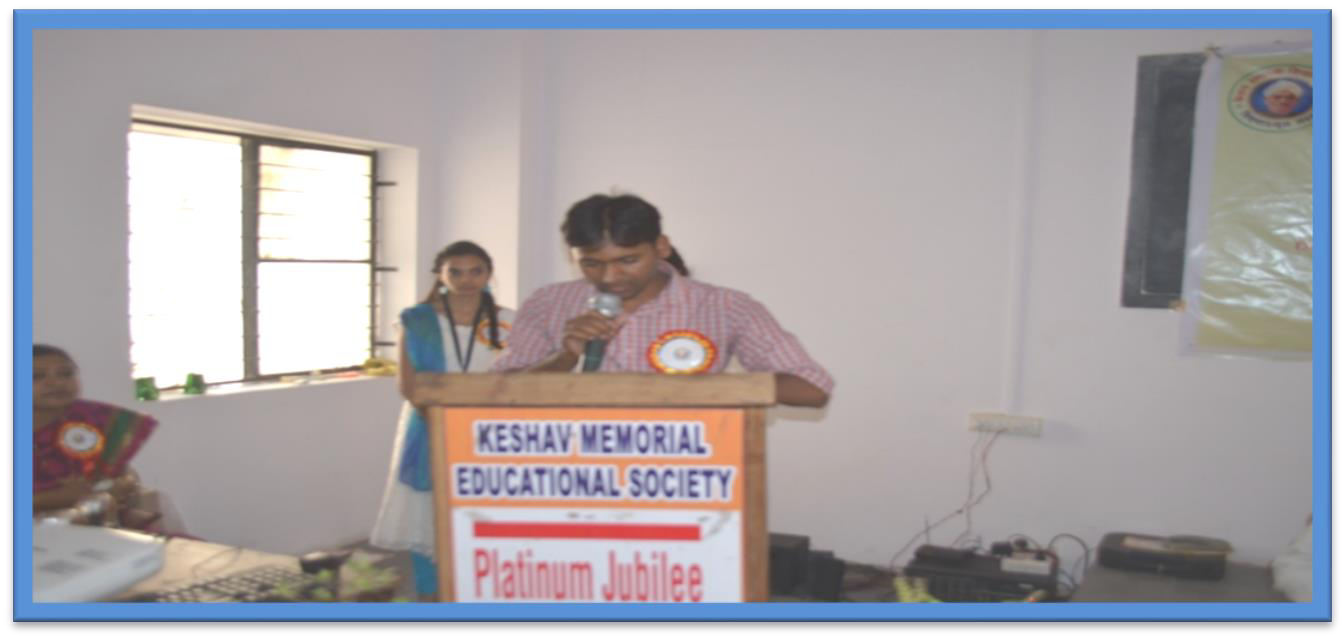 KESHAV MEMORIAL
EDUCATIONAL SOCIETY
Platinum Jubilee